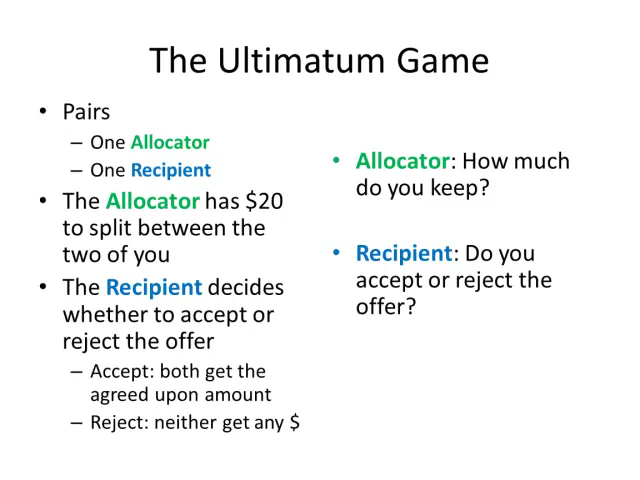 The Ultimatum Game
• Pairs
– One Allocator
– One Recipient
• The Allocator has $20
to split between the
two of you
• The Recipient decides
whether to accept or
reject the offer
– Accept: both get the
agreed upon amount
– Reject: neither get any $
• Allocator: How much
do you keep?
• Recipient: Do you
accept or reject the
offer?